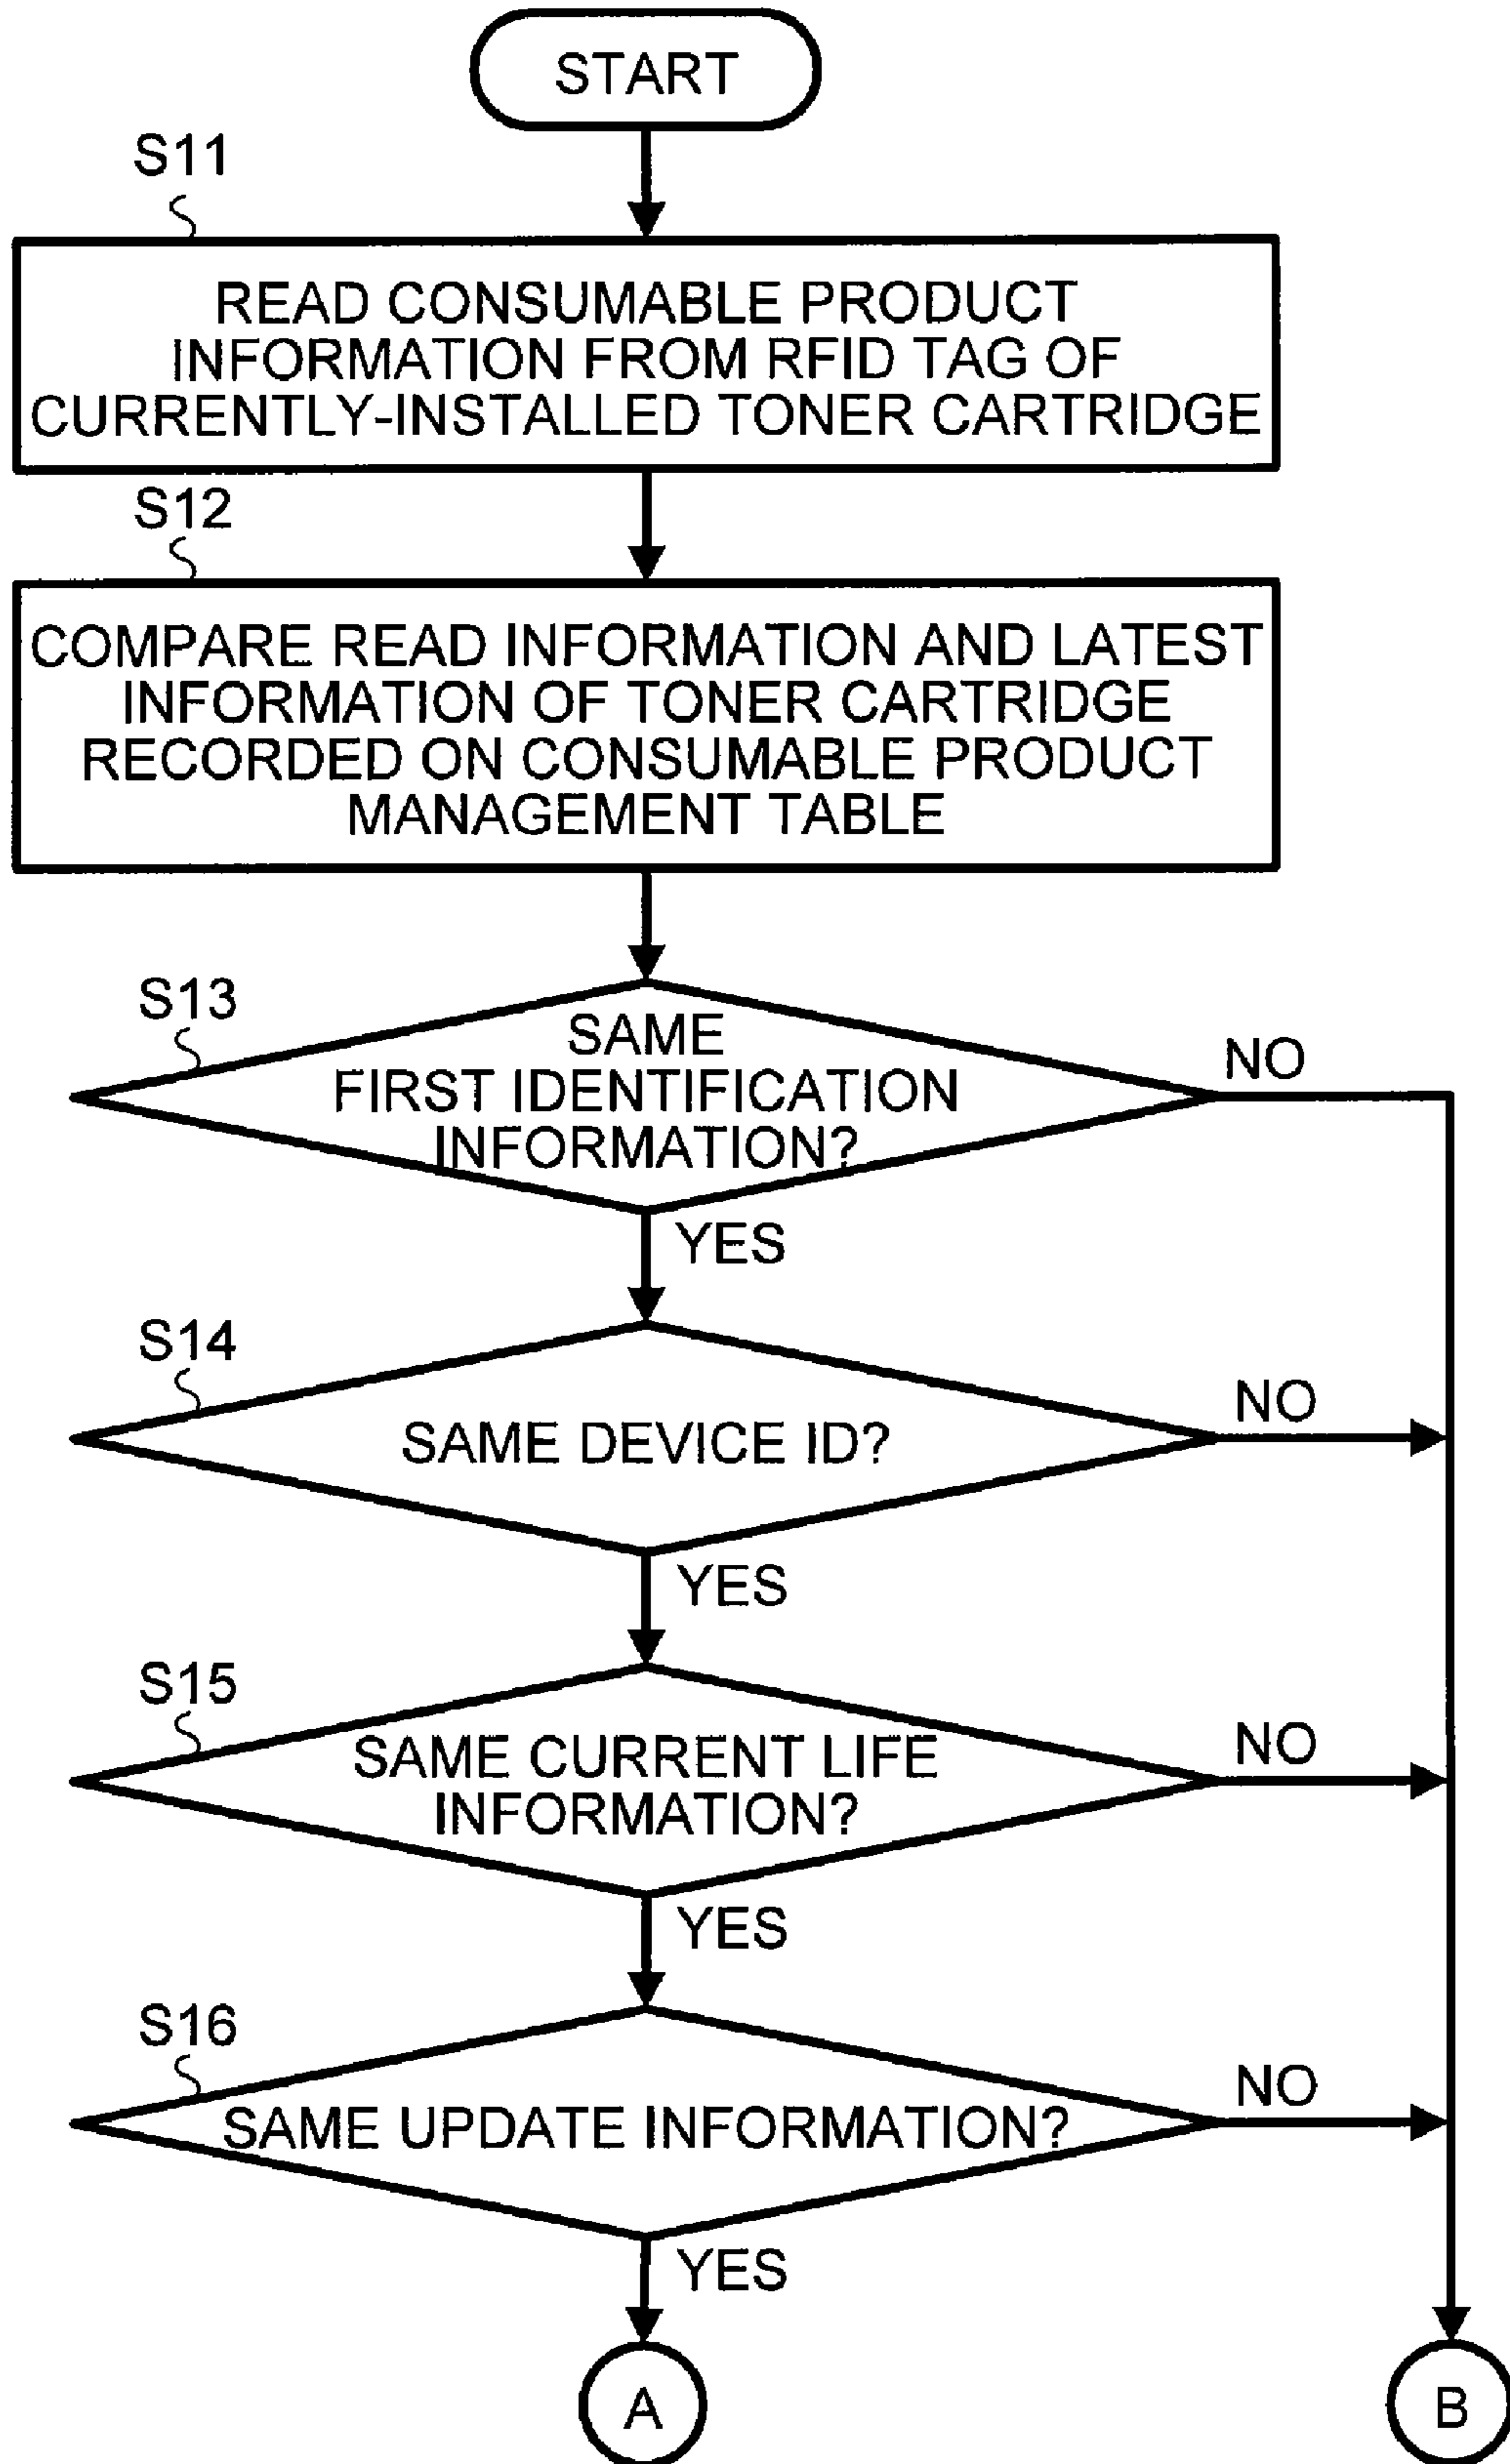 START
S11
READ CONSUMABLE PRODUCT
INFORMATION FROM RFID TAG OF
CURRENTLY-INSTALLED TONER CARTRIDGE
S12
COMPARE READ INFORMATION AND LATEST
INFORMATION OF TONER CARTRIDGE
RECORDED ON CONSUMABLE PRODUCT
MANAGEMENT TABLE
S13
SAME
FIRST IDENTIFICATION
INFORMATION?
NO
YES
S14
SAME DEVICE ID?
NO
YES
S15
SAME CURRENT LIFE
INFORMATION?
NO
YES
S16
SAME UPDATE INFORMATION?
NO
YES
A
B